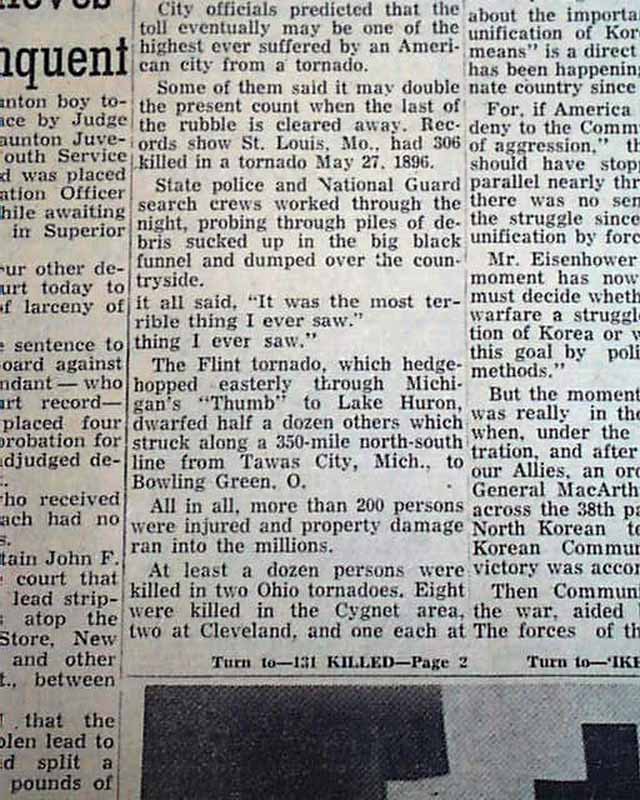 nquent
anton boy to-
ace by Judge
aunton Juve-
outh Service
d was placed
ation Officer
hile awaiting
in Superior
ur other de-
urt today to
of larceny of
e sentence to
oard against
ndant — who
rt record—
placed four
probation for
adjudged de-
ho received
ach had no
s.
tain John F.
court that
lead strip-
s atop the
Store, New
and other
t., between
that the
olen lead to
d split a
pounds of
City officials predicted that the
toll eventually may be one of the
highest ever suffered by an Ameri-
can city from a tornado.
Some of them said it may double
the present count when the last of
the rubble is cleared away. Rec-
ords show St. Louis, Mo., had 306
killed in a tornado May 27, 1896.
State police and National Guard
search crews worked through the
night, probing through piles of de-
bris sucked up in the big black
funnel and dumped over the coun-
tryside.
it all said, "It was the most ter-
rible thing I ever saw."
thing I ever saw."
The Flint tornado, which hedge-
hopped easterly through Michi-
gan's "Thumb" to Lake Huron,
dwarfed half a dozen others which
struck along a 350-mile north-south
line from Tawas City, Mich., to
Bowling Green, O.
All in all, more than 200 persons
were injured and property damage
ran into the millions.
At least a dozen persons were
killed in two Ohio tornadoes. Eight
were killed in the Cygnet area,
two at Cleveland, and one each at
Turn to—131 KILLED—Page 2
about the importa
unification of Kor
means" is a direct
has been happening
nate country since
For, if America
deny to the Comm
of aggression," th
should have stop
parallel nearly thr
there was no sen
the struggle since
unification by forc
Mr. Eisenhower
moment has now
must decide wheth
warfare a struggle
tion of Korea or w
this goal by poli
methods."
But the moment
was really in the
when, under the
tration, and after
our Allies, an ord
General MacArth
across the 38th pa
North Korean to
Korean Commun
victory was accor
Then Communi
the war, aided
The forces of th
Turn to—'IKE